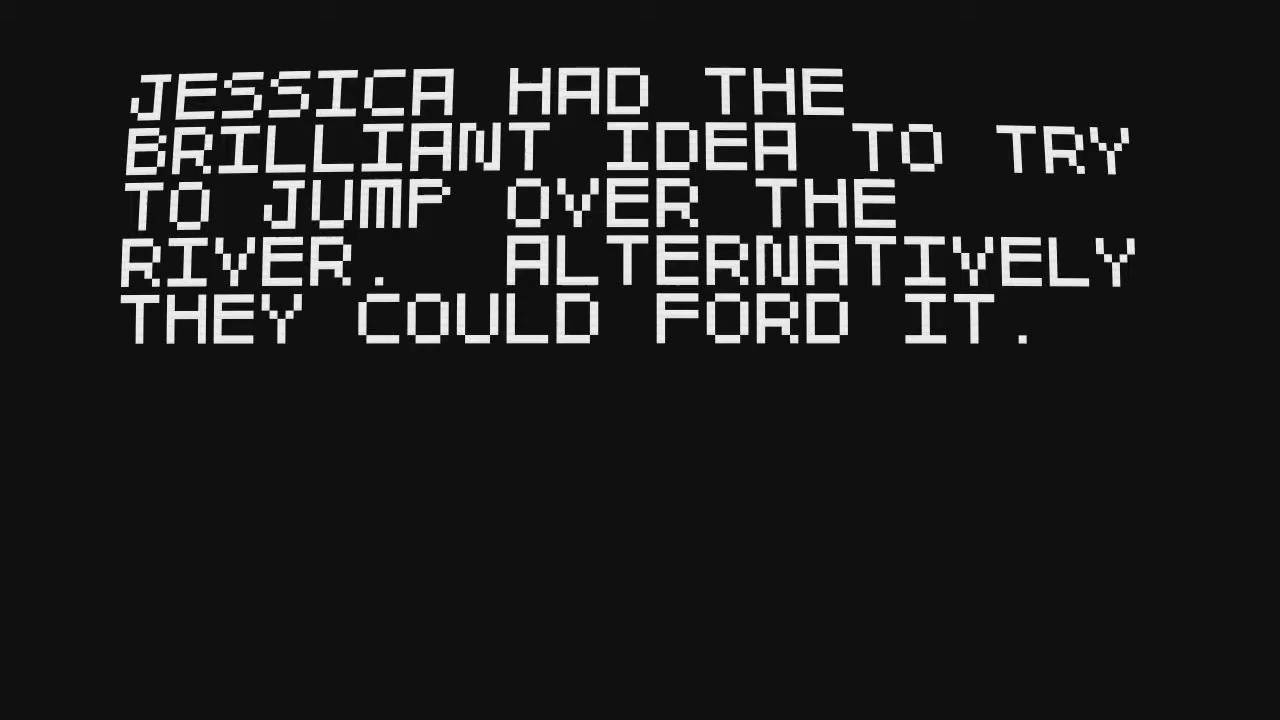 JESSICA HAD THE
BRILLIANT IDEA TO TRY
TO JUMP OVER THE
RIVER.  ALTERNATIVELY
THEY COULD FORD IT.